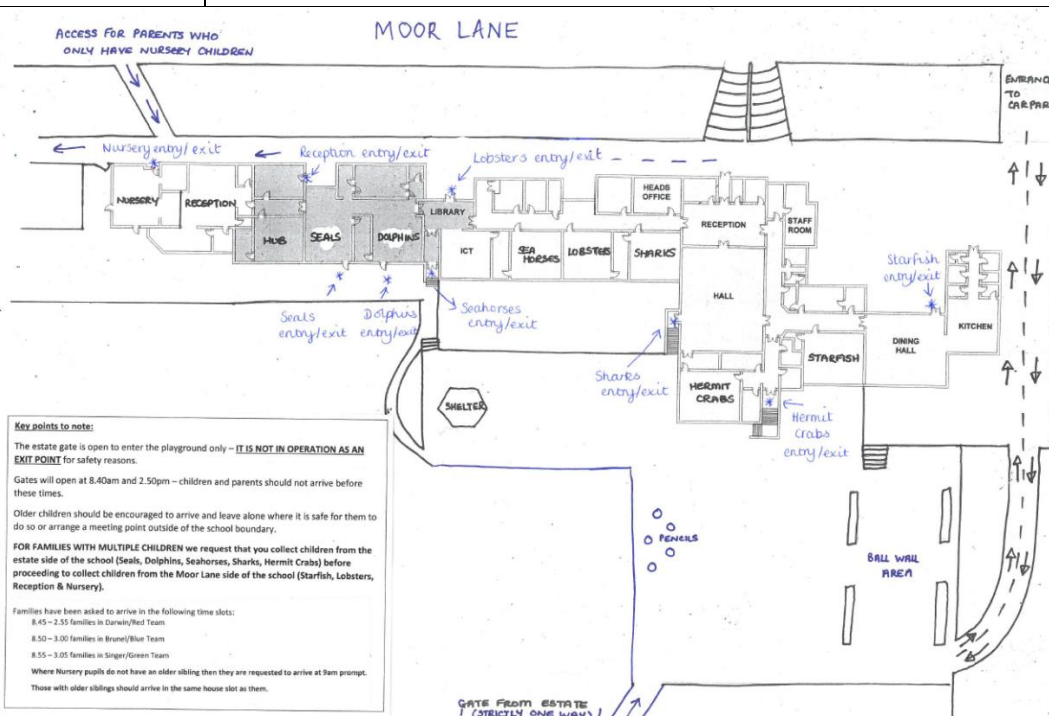 MOOR LANE
ACCESS FOR PARENTS WHO
ONLY HAVE NURSERY CHILDREN
ENTRANC
TO
CARPAR
Nursery entry/exit
Reception entry/exit
Lobsters entry/exit
NURSERY
RECEPTION
HUB
SEALS
DOLPHINS
LIBRARY
ICT
SEA
HORSES
LOBSTERS
SHARKS
HEADS
OFFICE
RECEPTION
STAFF
ROOM
HALL
Starfish
entry/exit
KITCHEN
DINING
HALL
STARFISH
HERMIT
CRABS
Seals
entry/exit
Dolphins
entry/exit
Seahorses
entry/exit
Sharks
entry/exit
Hermit
Crabs
entry/exit
SHELTER
PENCILS
BALL WALL
AREA
Key points to note:
The estate gate is open to enter the playground only – IT IS NOT IN OPERATION AS AN
EXIT POINT for safety reasons.
Gates will open at 8.40am and 2.50pm – children and parents should not arrive before
these times.
Older children should be encouraged to arrive and leave alone where it is safe for them to
do so or arrange a meeting point outside of the school boundary.
FOR FAMILIES WITH MULTIPLE CHILDREN we request that you collect children from the
estate side of the school (Seals, Dolphins, Seahorses, Sharks, Hermit Crabs) before
proceeding to collect children from the Moor Lane side of the school (Starfish, Lobsters,
Reception & Nursery).
Families have been asked to arrive in the following time slots:
8.45 – 2.55 families in Darwin/Red Team
8.50 – 3.00 families in Brunel/Blue Team
8.55 – 3.05 families in Singer/Green Team
Where Nursery pupils do not have an older sibling then they are requested to arrive at 9am prompt.
Those with older siblings should arrive in the same house slot as them.
GATE FROM ESTATE
(STRICTLY ONE WAY)